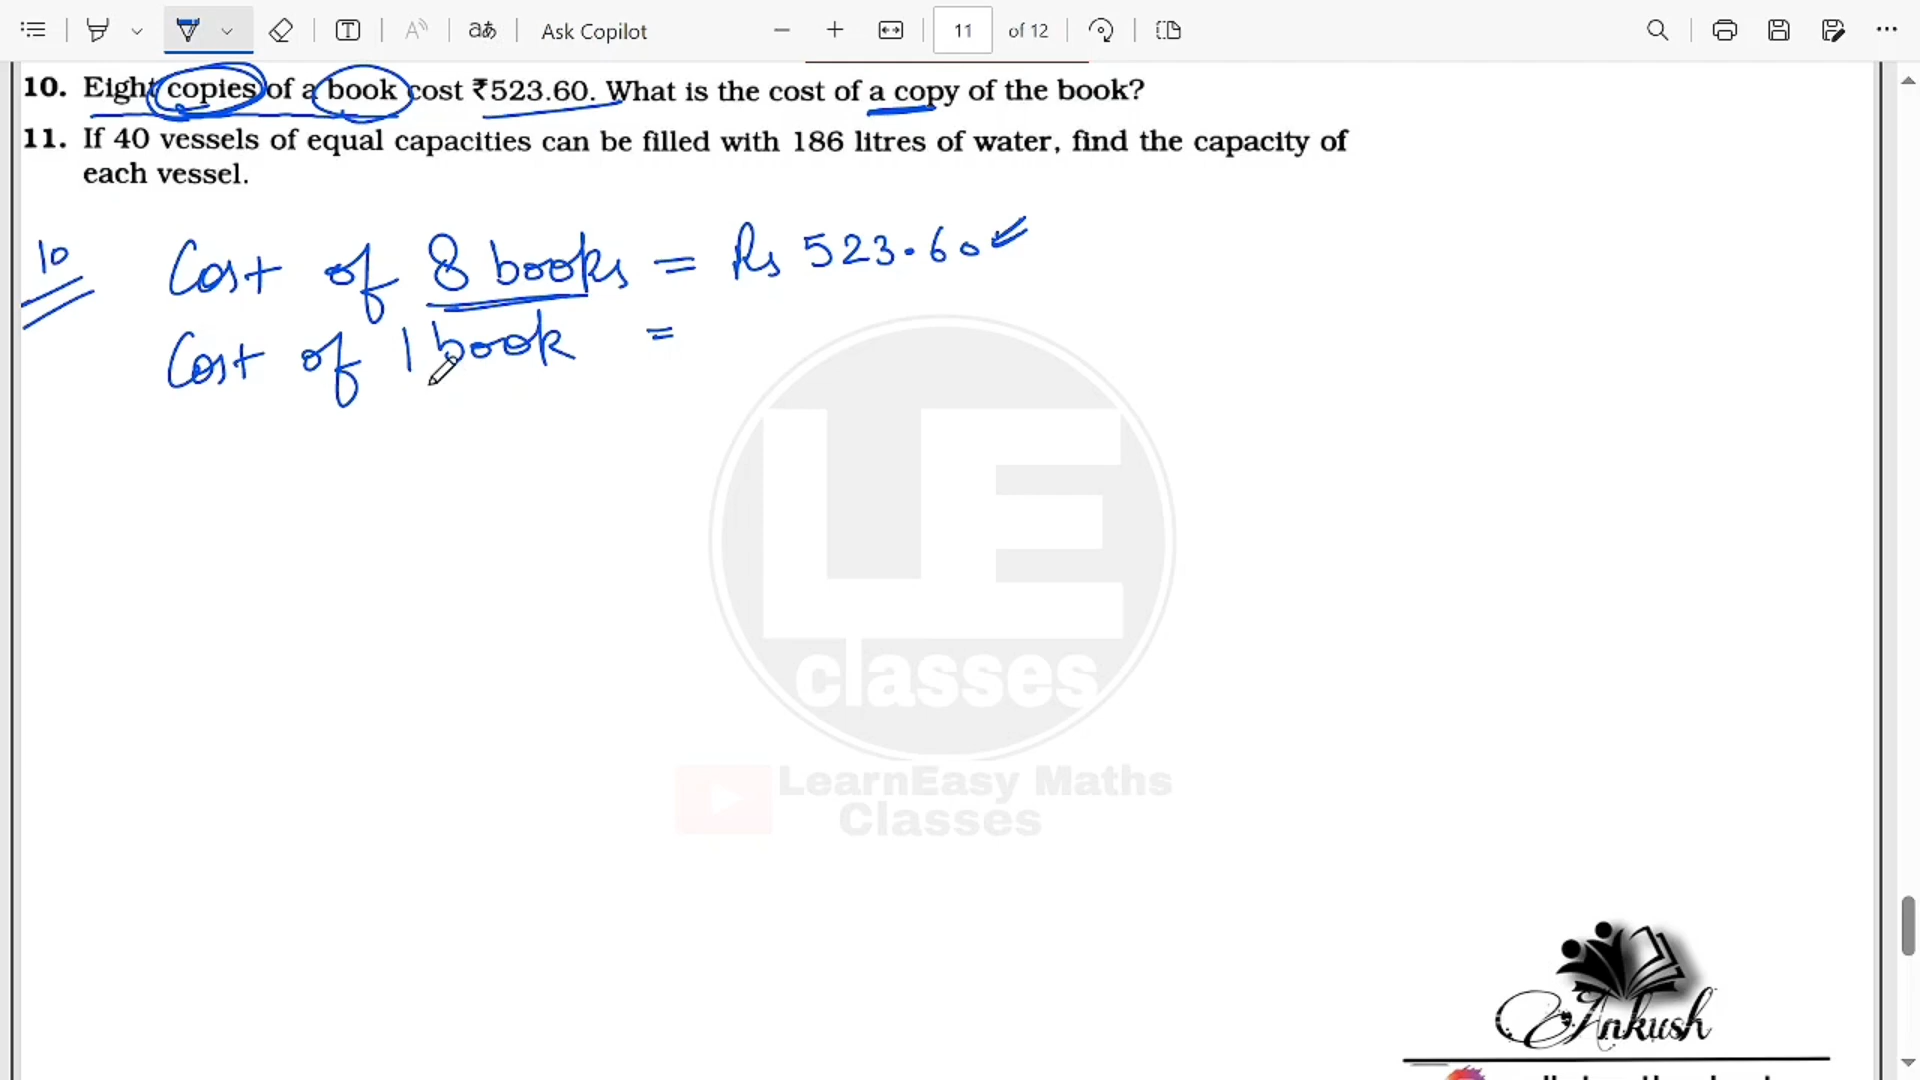 Ask Copilot
11 of 12
10. Eight copies of a book cost ₹523.60. What is the cost of a copy of the book?
11. If 40 vessels of equal capacities can be filled with 186 litres of water, find the capacity of
each vessel.
10
Cost of 8 books = Rs 523.60
Cost of 1 book =
LE
classes
LearnEasy Maths
Classes
Ankush